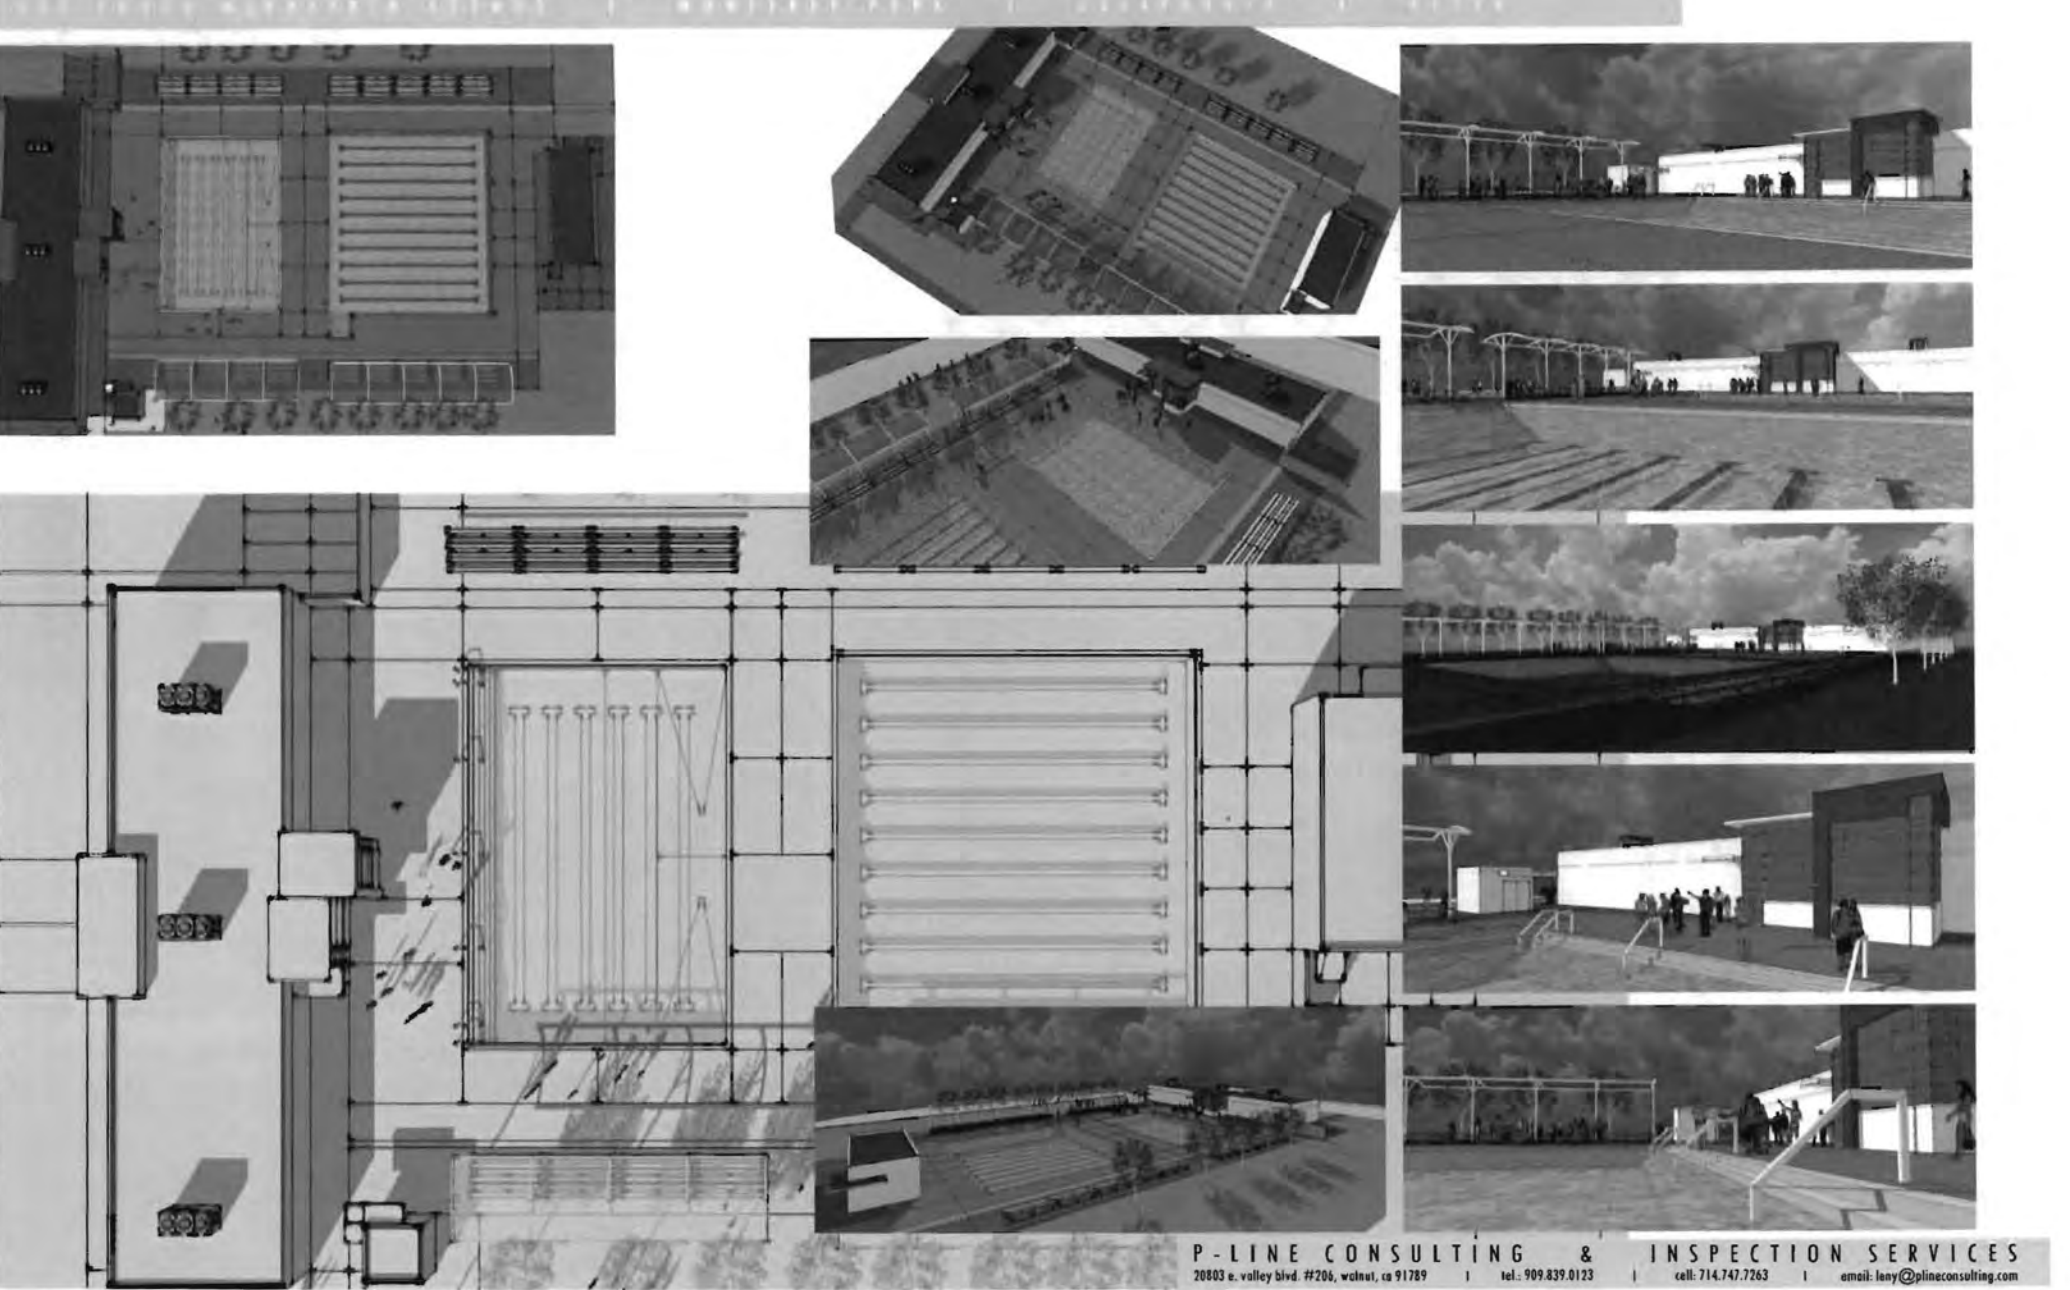 P-LINE CONSULTING & INSPECTION SERVICES
20803 e. valley blvd. #206, walnut, ca 91789 | tel.: 909.839.0123 | cell: 714.747.7263 | email: leny@plineconsulting.com